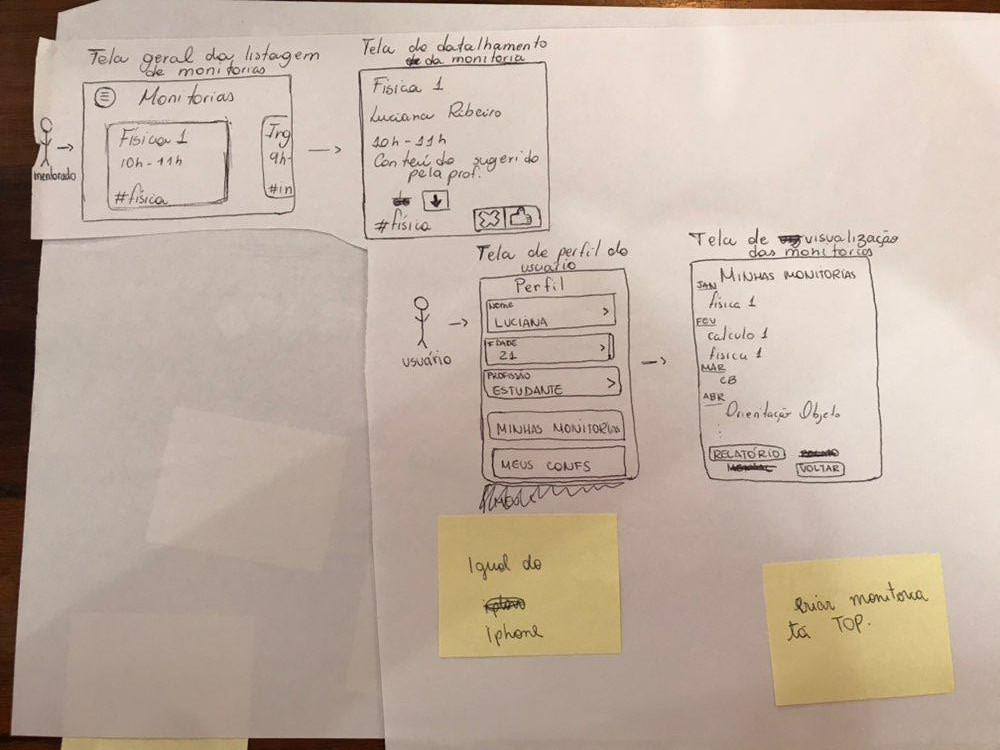 Tela geral da listagem
de monitorias
Monitorias
Física 1
10h - 11h
#física
Ing
9h-
#in
mentorado
Tela de datalhamento
da monitoria
Física 1
Luciana Ribeiro
10h - 11h
Conteúdo sugerido
pela prof.
#física
Tela de perfil do
usuário
Perfil
NOME
LUCIANA
IDADE
21
PROFISSÃO
ESTUDANTE
MINHAS MONITORIAS
MEUS CONFS
usuário
Tela de visualização
das monitorias
MINHAS MONITORIAS
JAN
física 1
FEV
calculo 1
física 1
MAR
CB
ABR
Orientação Objeto
RELATÓRIO
VOLTAR
Igual do
Iphone
criar monitoria
tá TOP.